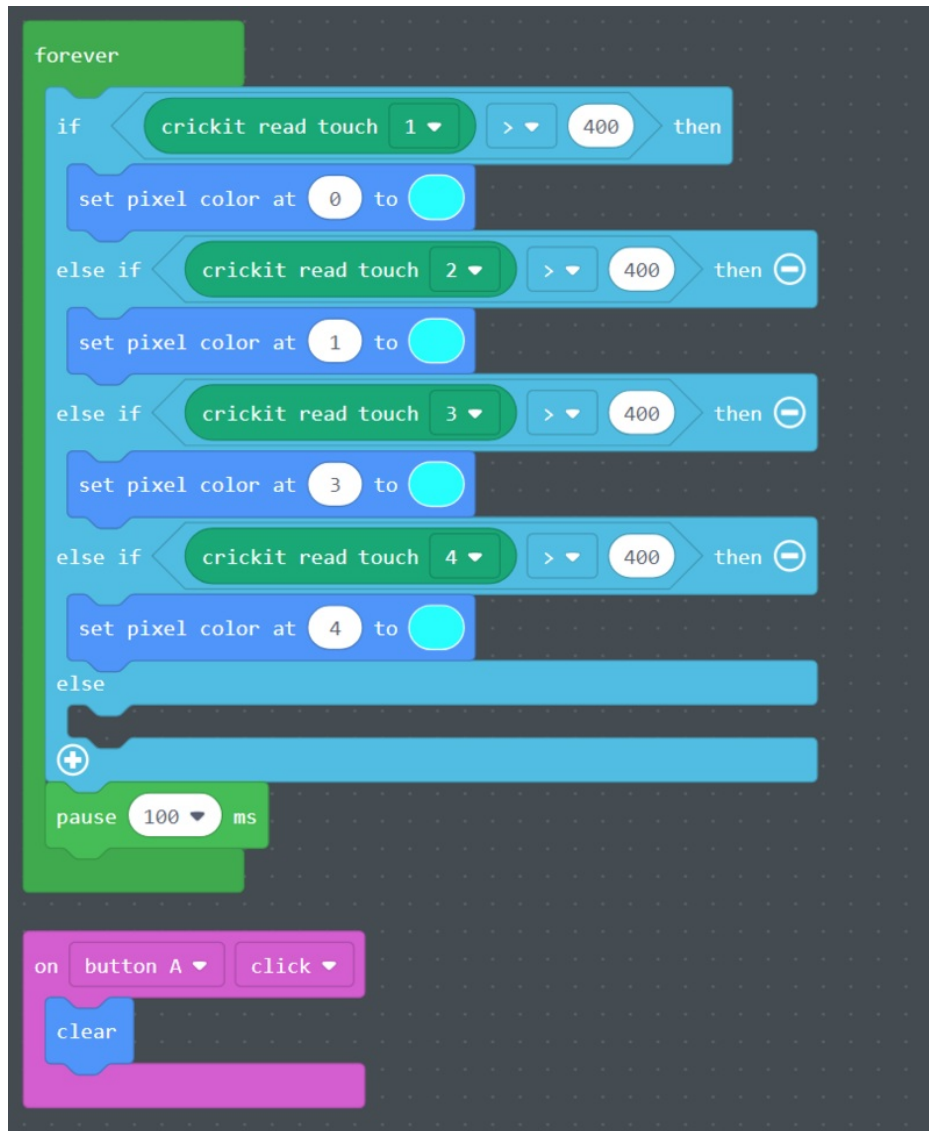 forever
if crickit read touch 1 > 400 then
set pixel color at 0 to
else if crickit read touch 2 > 400 then
set pixel color at 1 to
else if crickit read touch 3 > 400 then
set pixel color at 3 to
else if crickit read touch 4 > 400 then
set pixel color at 4 to
else
pause 100 ms
on button A click
clear